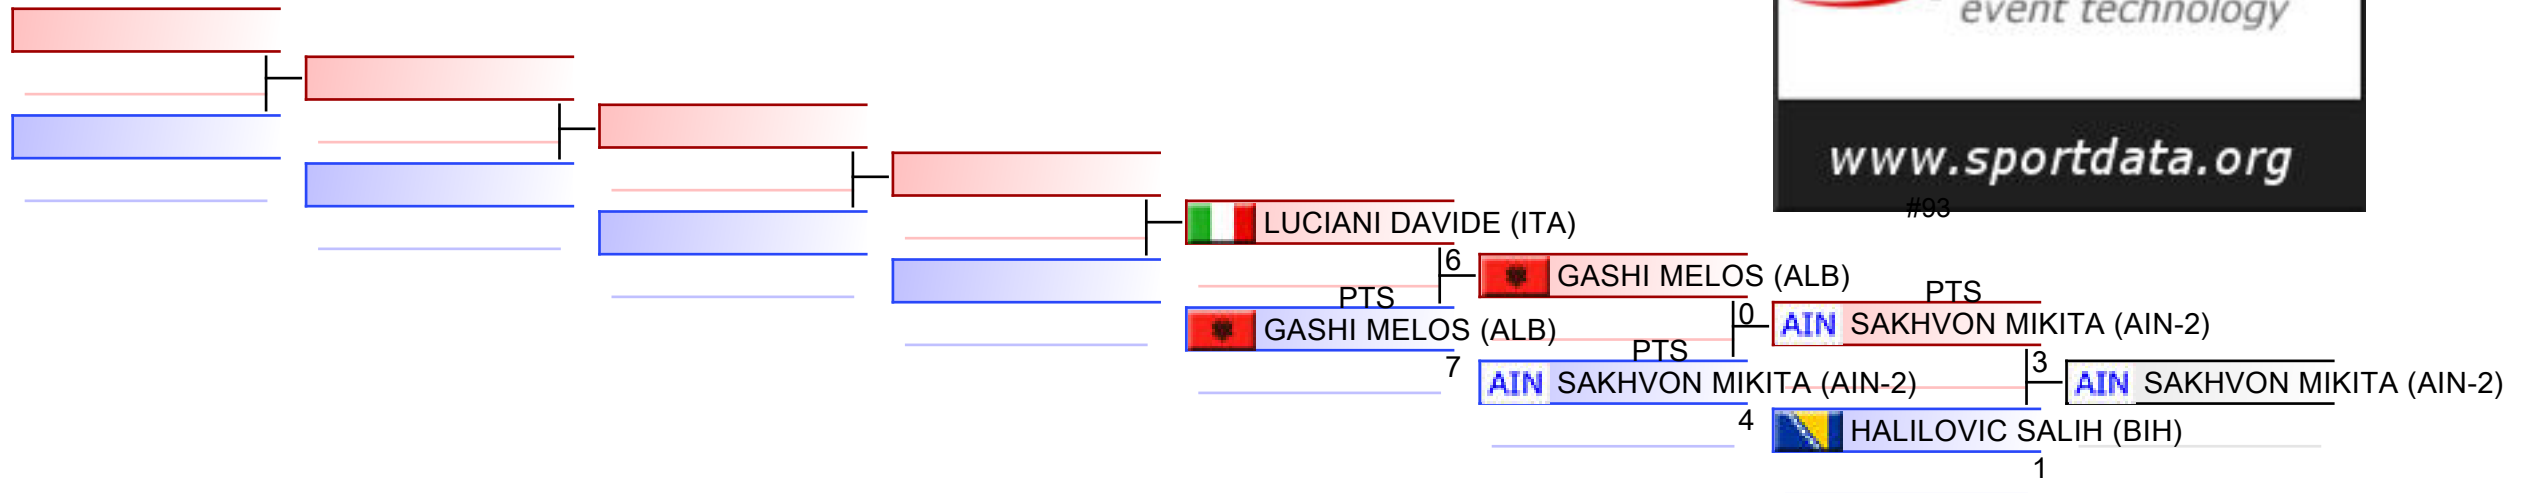 event technology
www.sportdata.org
#93
LUCIANI DAVIDE (ITA)
6
GASHI MELOS (ALB)
PTS
PTS
GASHI MELOS (ALB)
0
AIN SAKHVON MIKITA (AIN-2)
PTS
7
3
AIN SAKHVON MIKITA (AIN-2)
AIN SAKHVON MIKITA (AIN-2)
4
HALILOVIC SALIH (BIH)
1